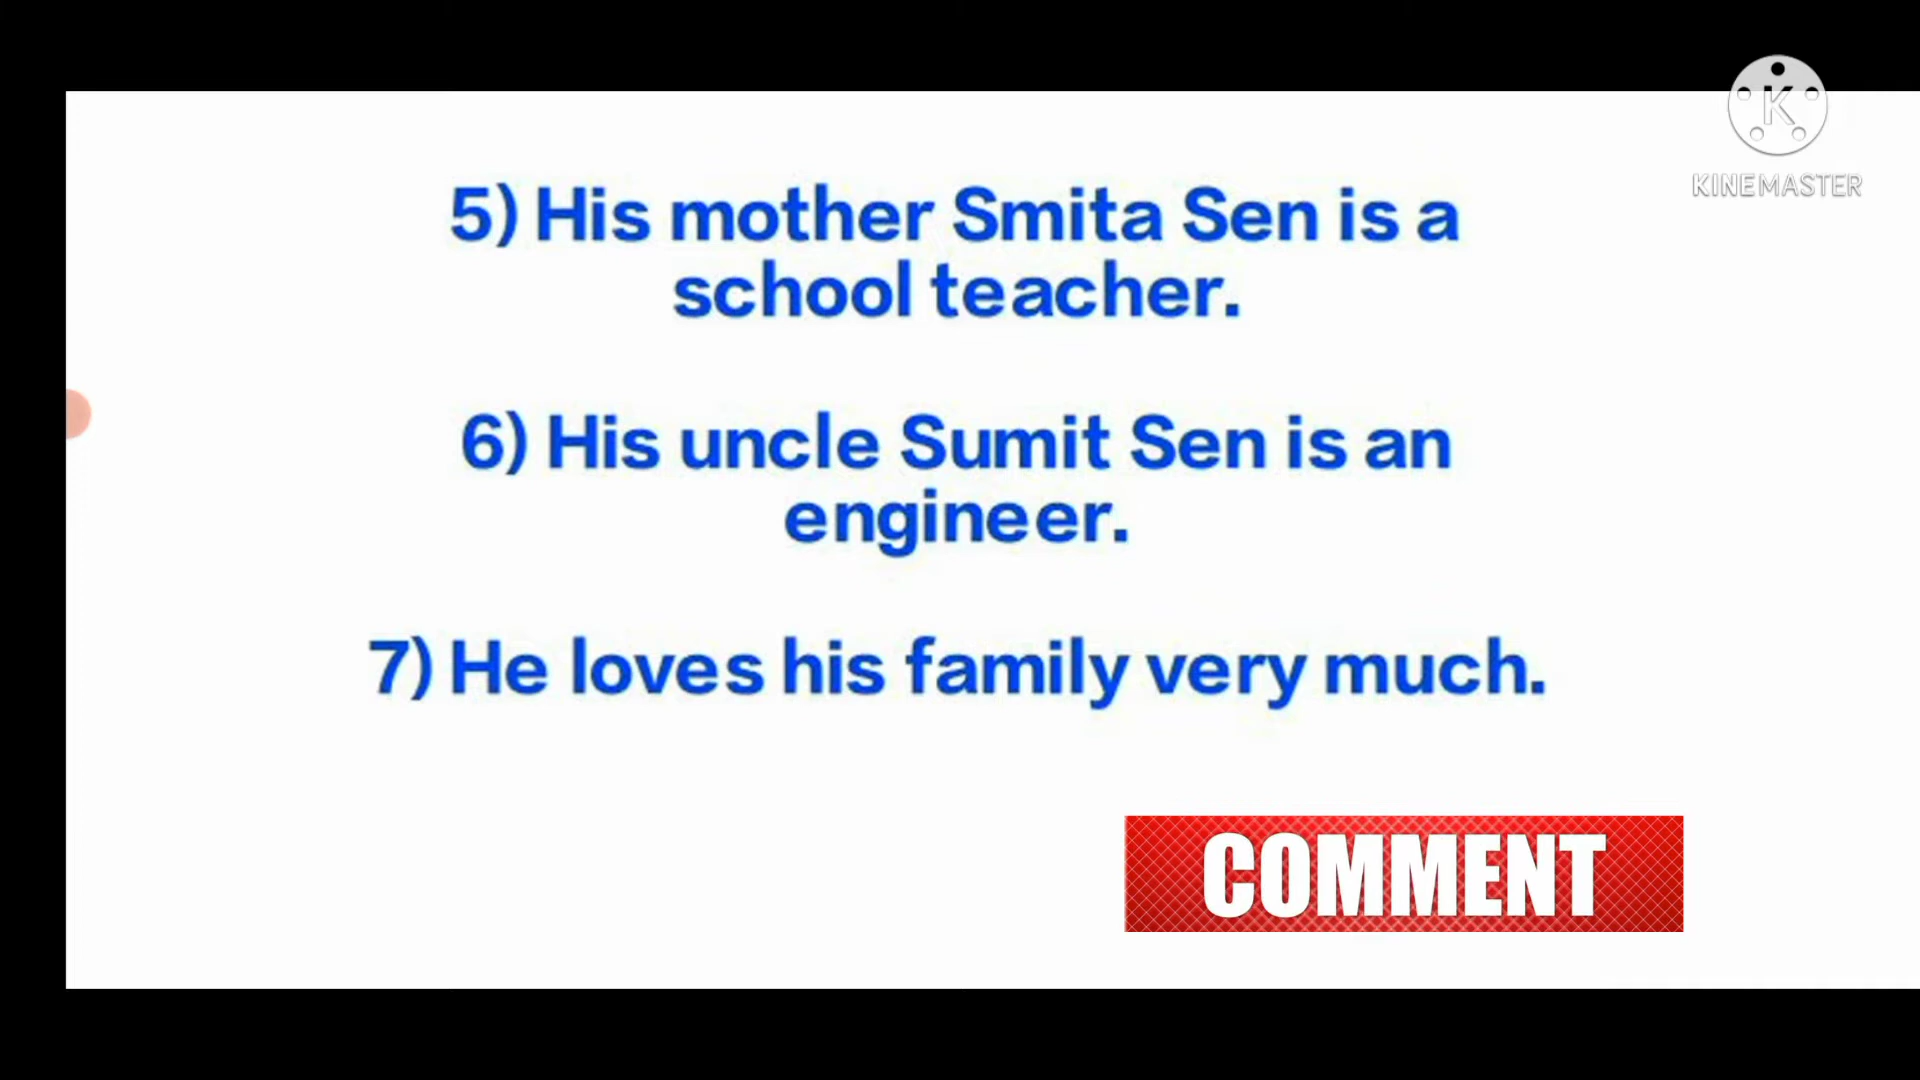 K
KINEMASTER
5) His mother Smita Sen is a
school teacher.
6) His uncle Sumit Sen is an
engineer.
7) He loves his family very much.
COMMENT